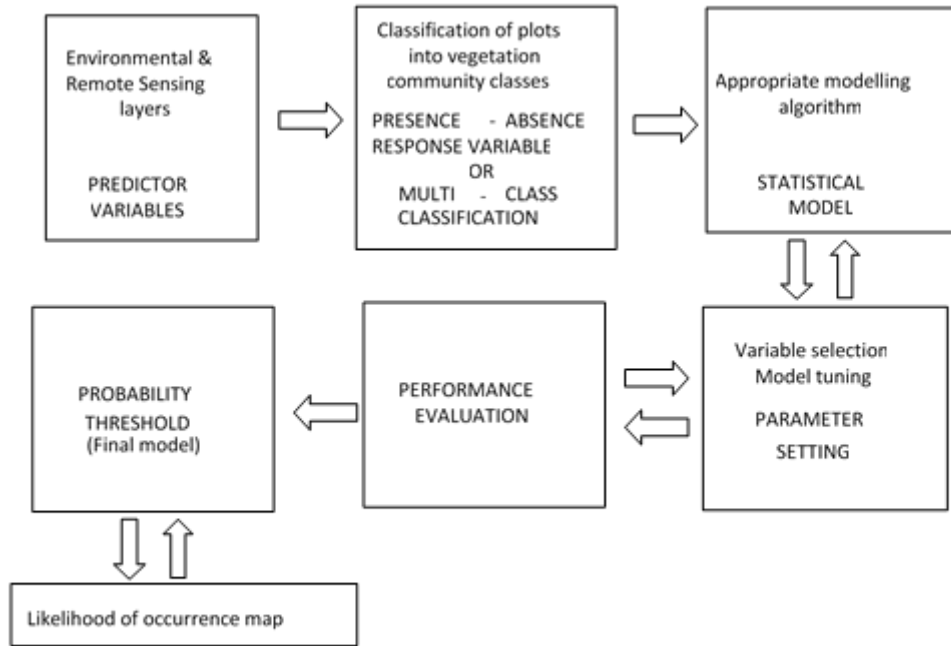 Environmental &
Remote Sensing
layers
PREDICTOR
VARIABLES
Classification of plots
into vegetation
community classes
PRESENCE - ABSENCE
RESPONSE VARIABLE
OR
MULTI - CLASS
CLASSIFICATION
Appropriate modelling
algorithm
STATISTICAL
MODEL
Variable selection
Model tuning
PARAMETER
SETTING
PERFORMANCE
EVALUATION
PROBABILITY
THRESHOLD
(Final model)
Likelihood of occurrence map